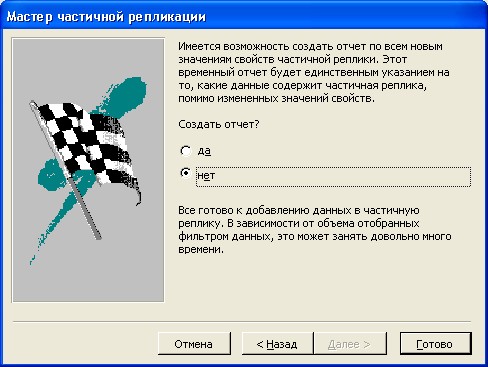 Мастер частичной репликации
Имеется возможность создать отчет по всем новым
значениям свойств частичной реплики. Этот
временный отчет будет единственным указанием на
то, какие данные содержит частичная реплика,
помимо измененных значений свойств.
Создать отчет?
да
нет
Все готово к добавлению данных в частичную
реплику. В зависимости от объема отобранных
фильтром данных, это может занять довольно много
времени.
Отмена
< Назад
Далее >
Готово